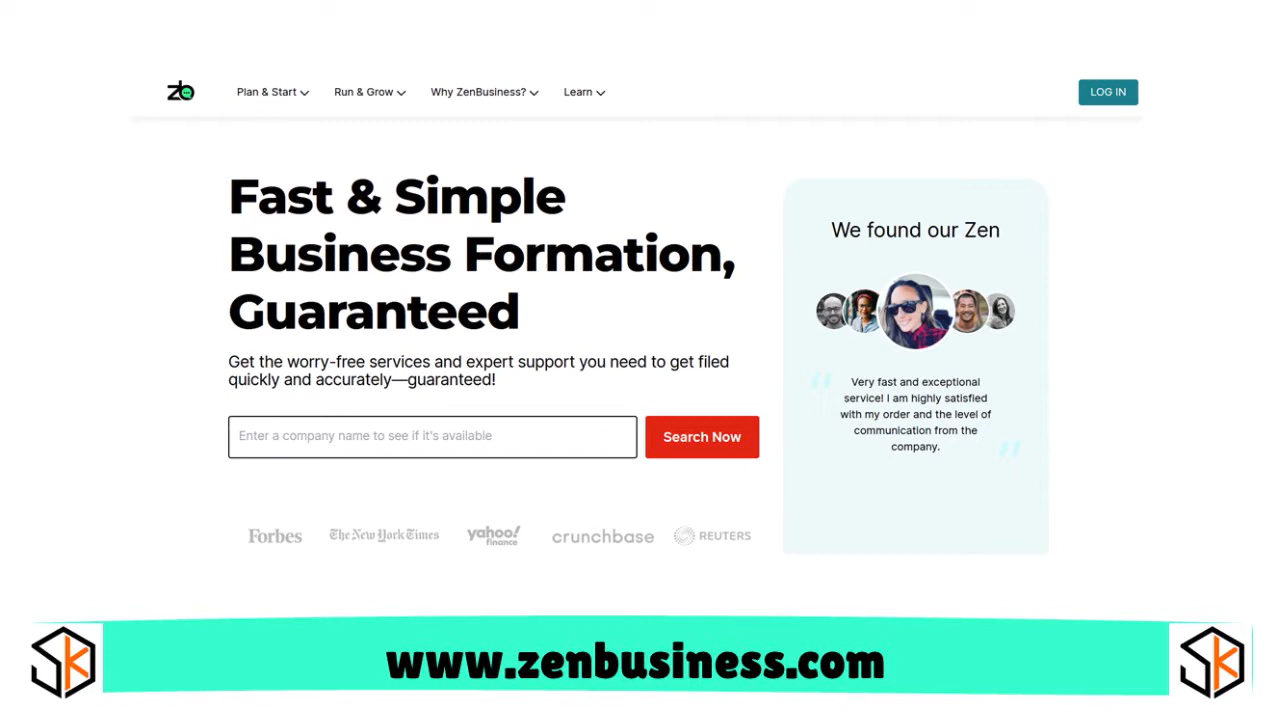 zb
Plan & Start
Run & Grow
Why ZenBusiness?
Learn
LOG IN
Fast & Simple
Business Formation,
Guaranteed
Get the worry-free services and expert support you need to get filed
quickly and accurately—guaranteed!
Enter a company name to see if it's available
Search Now
Forbes
The New York Times
yahoo!
finance
crunchbase
REUTERS
We found our Zen
"
Very fast and exceptional
service! I am highly satisfied
with my order and the level of
communication from the
company.
"
SK
www.zenbusiness.com
SK